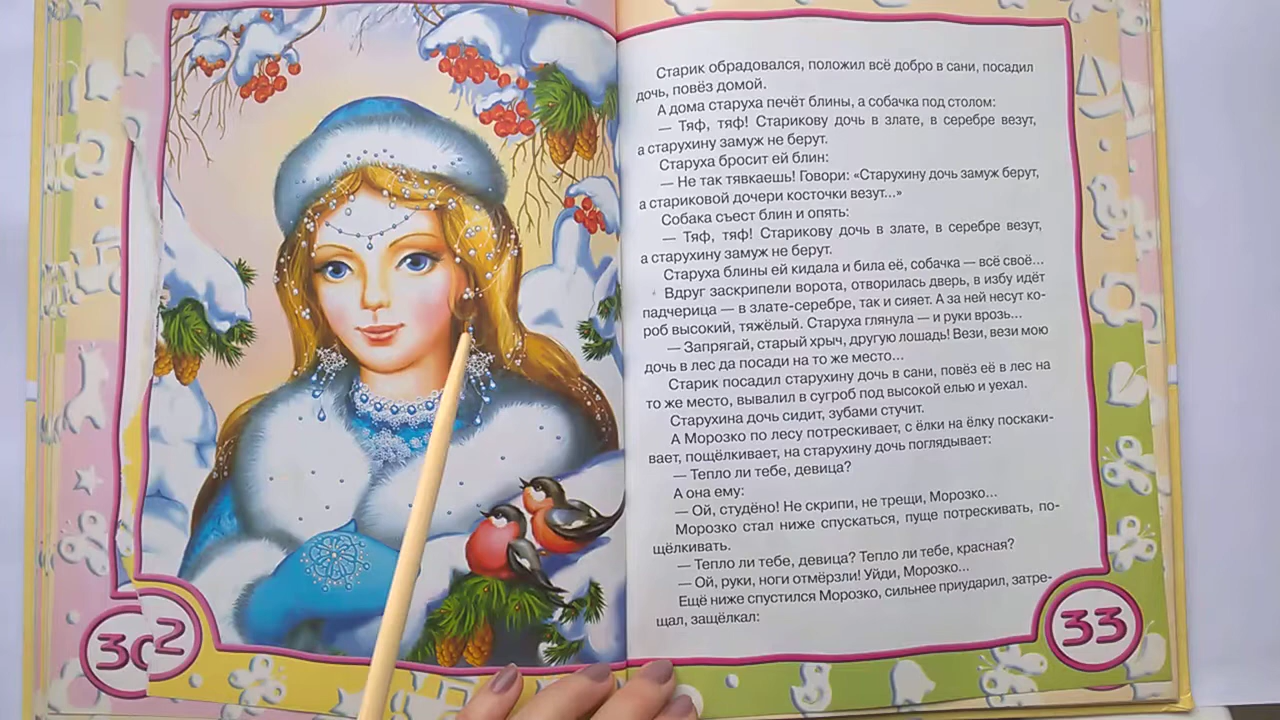 Старик обрадовался, положил всё добро в сани, посадил
дочь, повёз домой.
А дома старуха печёт блины, а собачка под столом:
— Тяф, тяф! Старикову дочь в злате, в серебре везут,
а старухину замуж не берут.
Старуха бросит ей блин:
— Не так тявкаешь! Говори: «Старухину дочь замуж берут,
а стариковой дочери косточки везут...»
Собака съест блин и опять:
— Тяф, тяф! Старикову дочь в злате, в серебре везут,
а старухину замуж не берут.
Старуха блины ей кидала и била её, собачка — всё своё...
Вдруг заскрипели ворота, отворилась дверь, в избу идёт
падчерица — в злате-серебре, так и сияет. А за ней несут ко-
роб высокий, тяжёлый. Старуха глянула — и руки врозь...
— Запрягай, старый хрыч, другую лошадь! Вези, вези мою
дочь в лес да посади на то же место...
Старик посадил старухину дочь в сани, повёз её в лес на
то же место, вывалил в сугроб под высокой елью и уехал.
Старухина дочь сидит, зубами стучит.
А Морозко по лесу потрескивает, с ёлки на ёлку поскаки-
вает, пощёлкивает, на старухину дочь поглядывает:
— Тепло ли тебе, девица?
А она ему:
— Ой, студёно! Не скрипи, не трещи, Морозко...
Морозко стал ниже спускаться, пуще потрескивать, по-
щёлкивать.
— Тепло ли тебе, девица? Тепло ли тебе, красная?
— Ой, руки, ноги отмёрзли! Уйди, Морозко...
Ещё ниже спустился Морозко, сильнее приударил, затре-
щал, защёлкал:
33